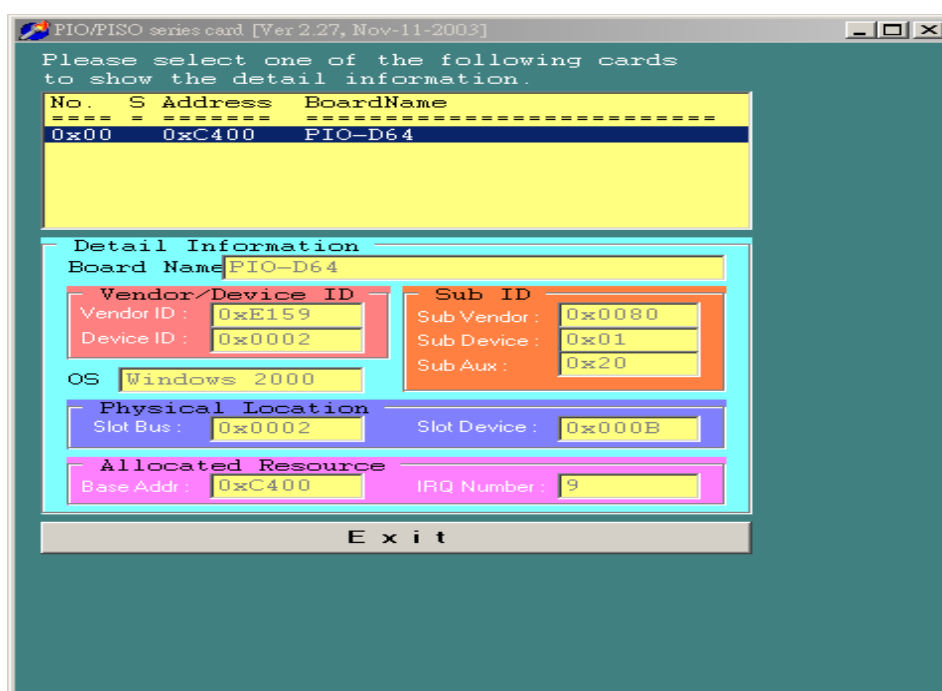 PIO/PISO series card [Ver 2.27, Nov-11-2003]
Please select one of the following cards
to show the detail information.
No. S Address BoardName
==== = ======= ==========================
0x00 0xC400 PIO-D64
Detail Information
Board Name PIO-D64
Vendor/Device ID
Vendor ID : 0xE159
Device ID : 0x0002
Sub ID
Sub Vendor : 0x0080
Sub Device : 0x01
Sub Aux : 0x20
OS Windows 2000
Physical Location
Slot Bus : 0x0002 Slot Device : 0x000B
Allocated Resource
Base Addr : 0xC400 IRQ Number : 9
Exit